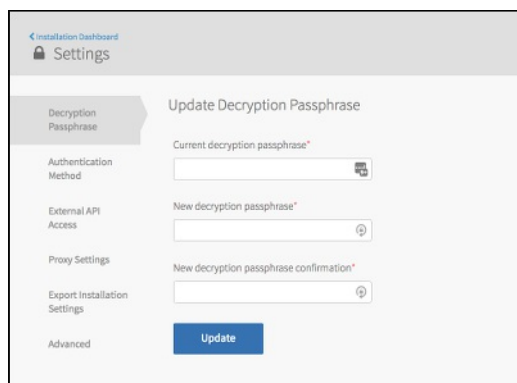 Installation Dashboard
Settings
Decryption
Passphrase
Authentication
Method
External API
Access
Proxy Settings
Export Installation
Settings
Advanced
Update Decryption Passphrase
Current decryption passphrase*
New decryption passphrase*
New decryption passphrase confirmation*
Update